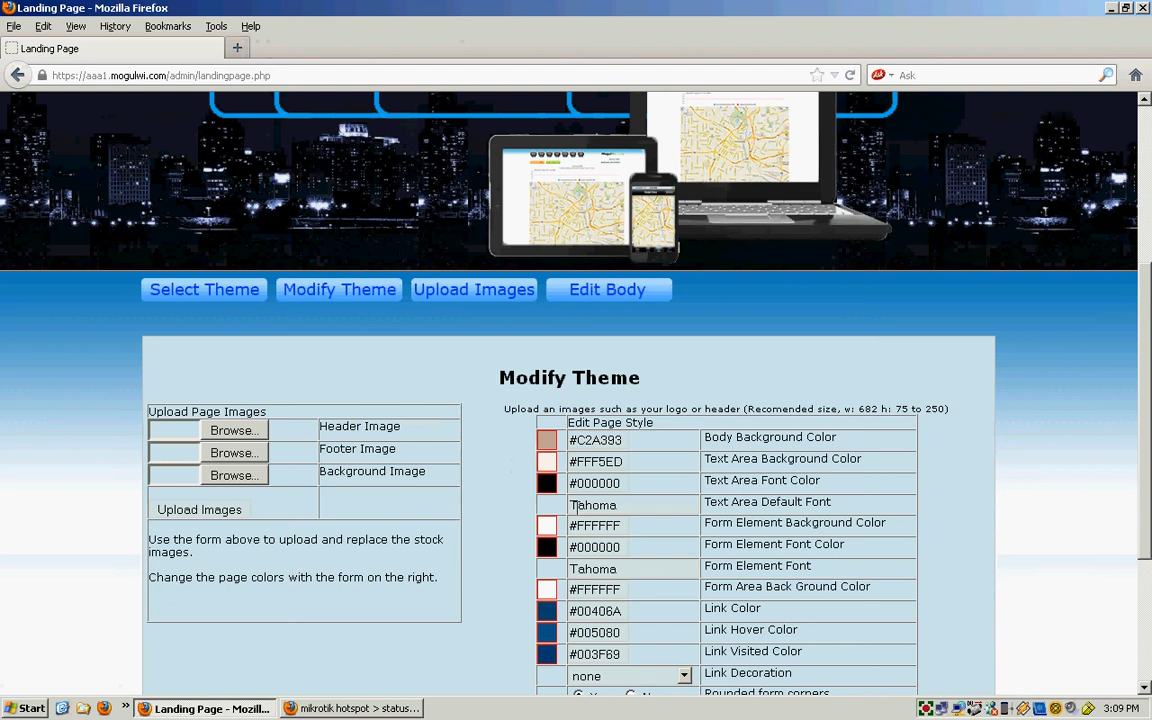 Landing Page - Mozilla Firefox
File Edit View History Bookmarks Tools Help
Landing Page
https://aaa1.mogulwi.com/admin/landingpage.php
Ask
Select Theme
Modify Theme
Upload Images
Edit Body
Modify Theme
Upload Page Images
Browse... Header Image
Browse... Footer Image
Browse... Background Image
Upload Images
Use the form above to upload and replace the stock
images.
Change the page colors with the form on the right.
Upload an images such as your logo or header (Recomended size, w: 682 h: 75 to 250)
Edit Page Style
#C2A393 Body Background Color
#FFF5ED Text Area Background Color
#000000 Text Area Font Color
Tahoma Text Area Default Font
#FFFFFF Form Element Background Color
#000000 Form Element Font Color
Tahoma Form Element Font
#FFFFFF Form Area Back Ground Color
#00406A Link Color
#005080 Link Hover Color
#003F69 Link Visited Color
none Link Decoration
Rounded form corners
Start
Landing Page - Mozill...
mikrotik hotspot > status...
3:09 PM